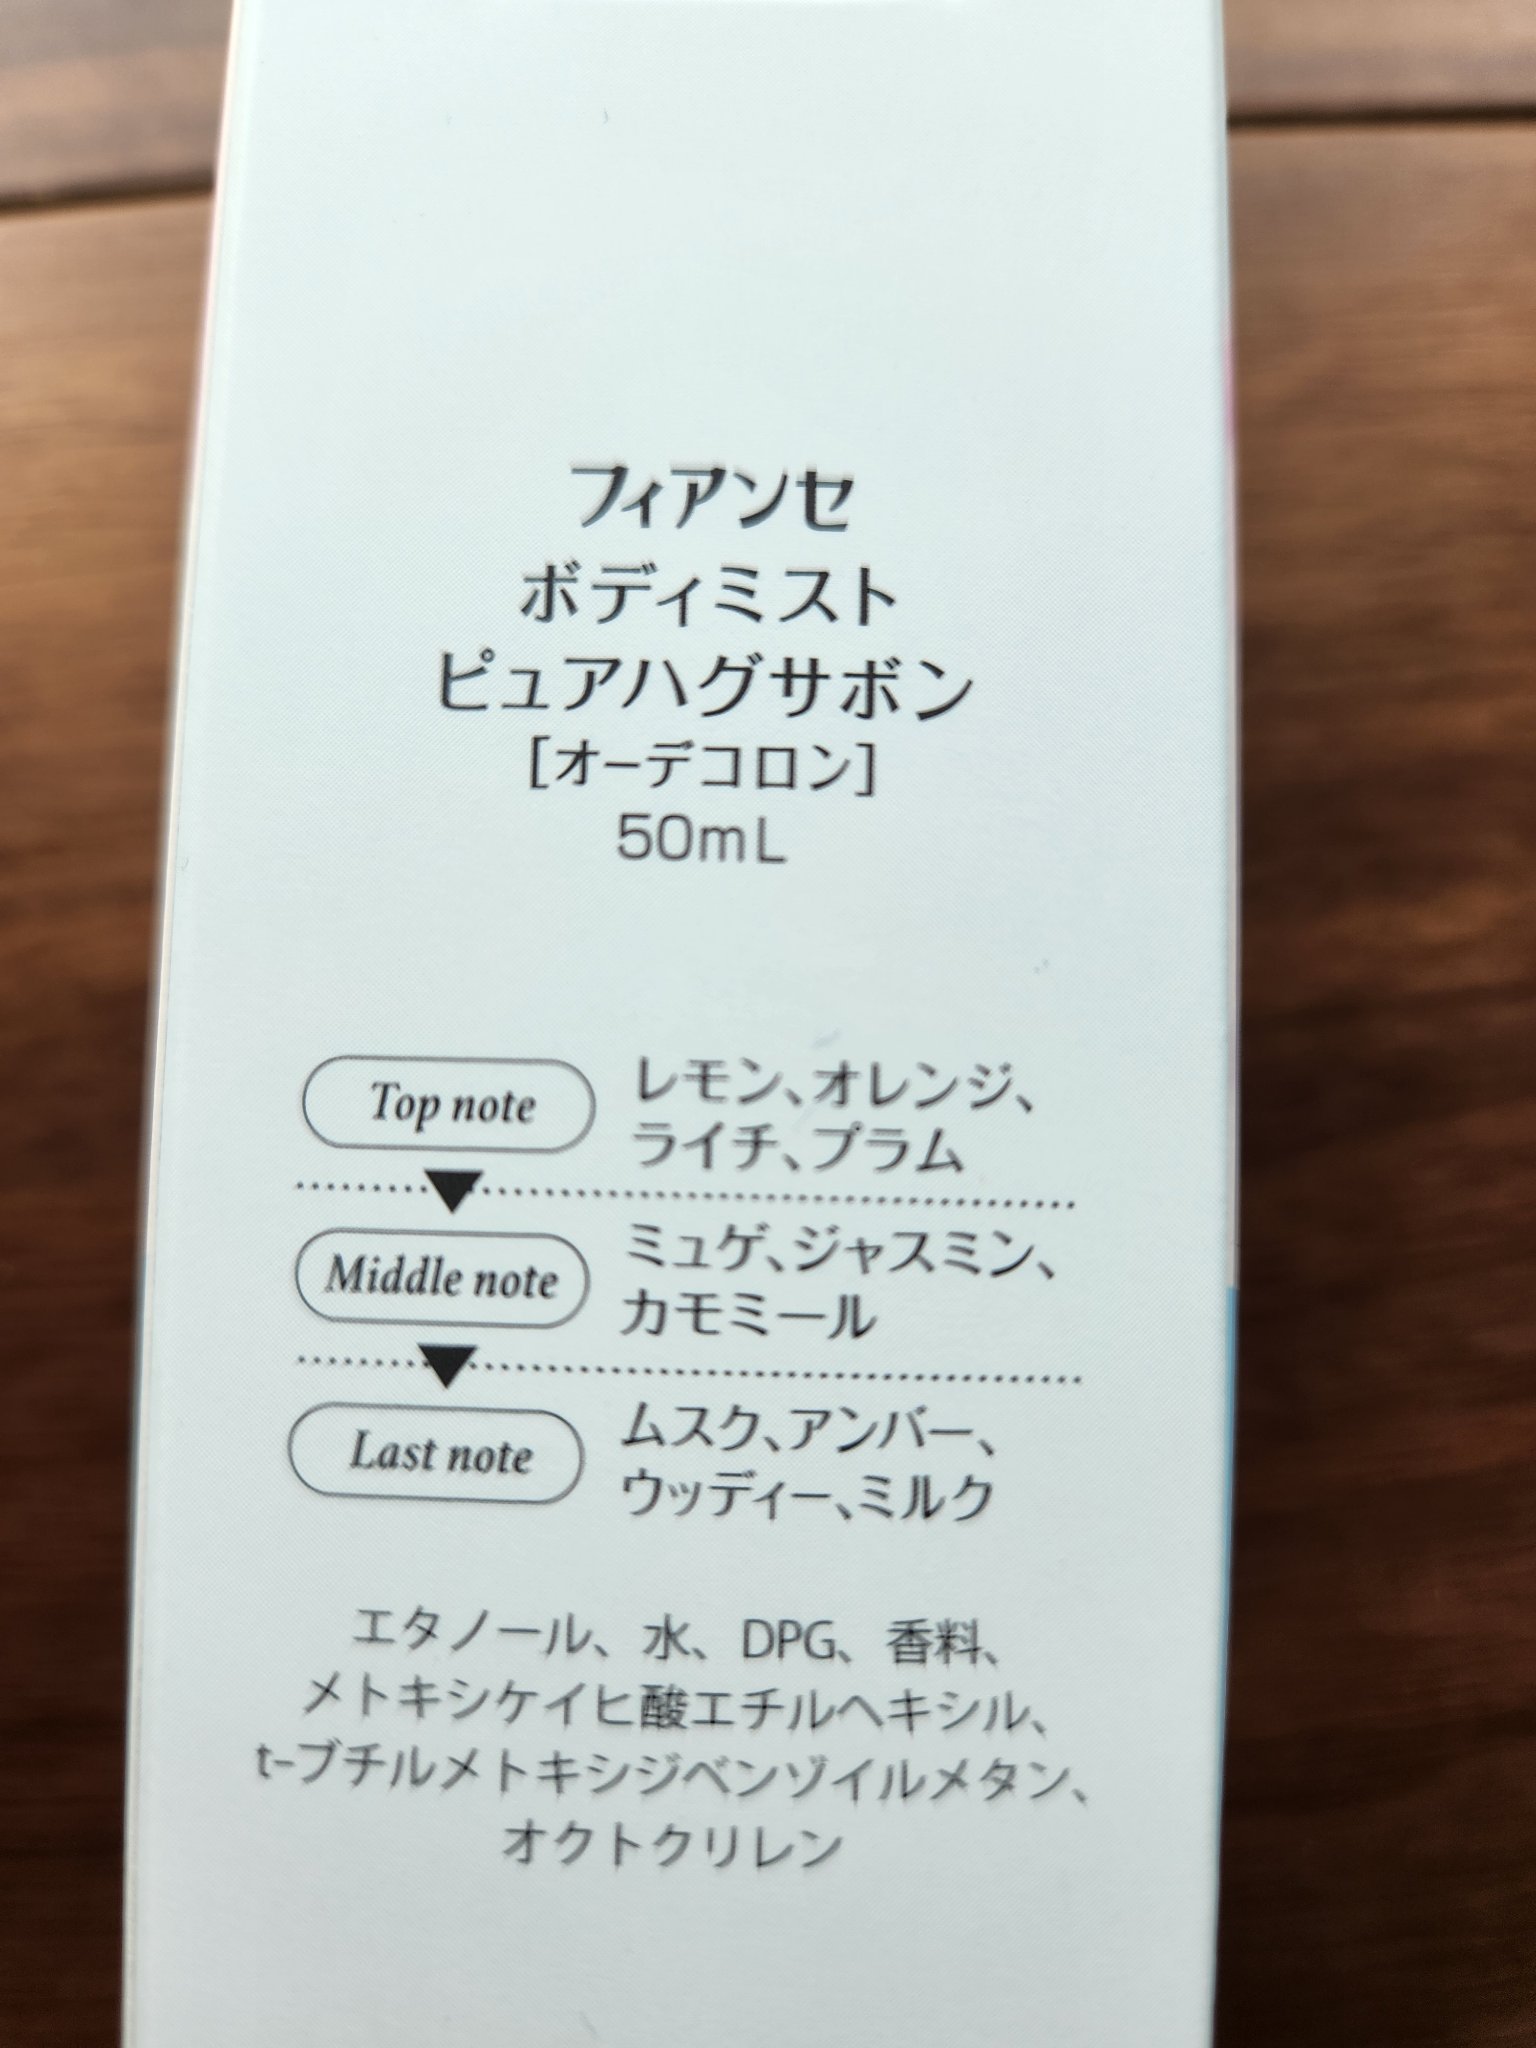 フィアンセ
ボディミスト
ピュアハグサボン
[オーデコロン]
50mL
Top note
レモン、オレンジ、
ライチ、プラム
Middle note
ミュゲ、ジャスミン、
カモミール
Last note
ムスク、アンバー、
ウッディー、ミルク
エタノール、水、DPG、香料、
メトキシケイヒ酸エチルヘキシル、
t-ブチルメトキシジベンゾイルメタン、
オクトクリレン